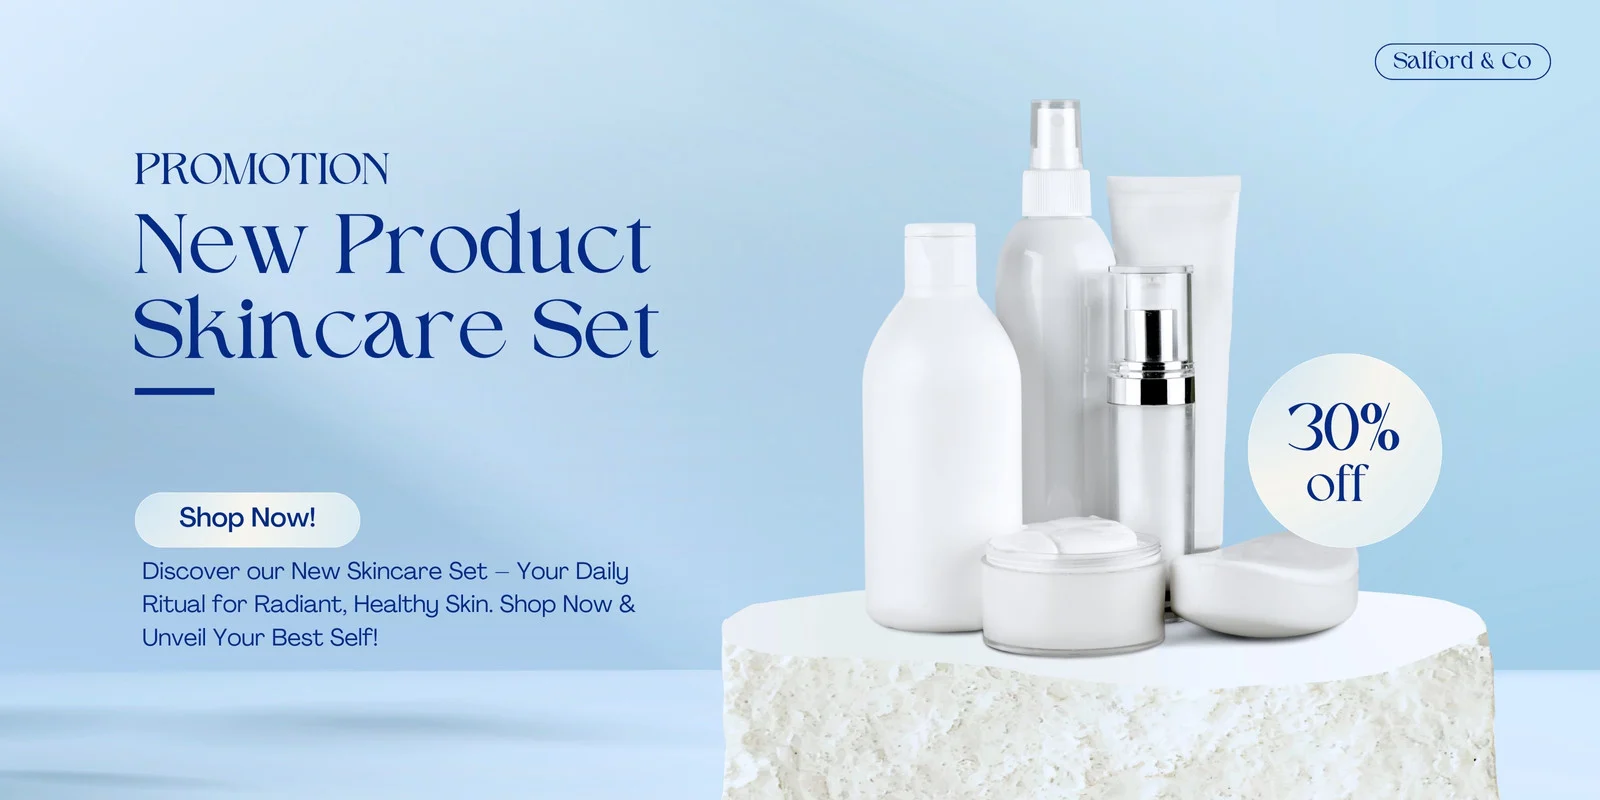 Salford & Co
PROMOTION
New Product
Skincare Set
Shop Now!
Discover our New Skincare Set – Your Daily
Ritual for Radiant, Healthy Skin. Shop Now &
Unveil Your Best Self!
30%
off